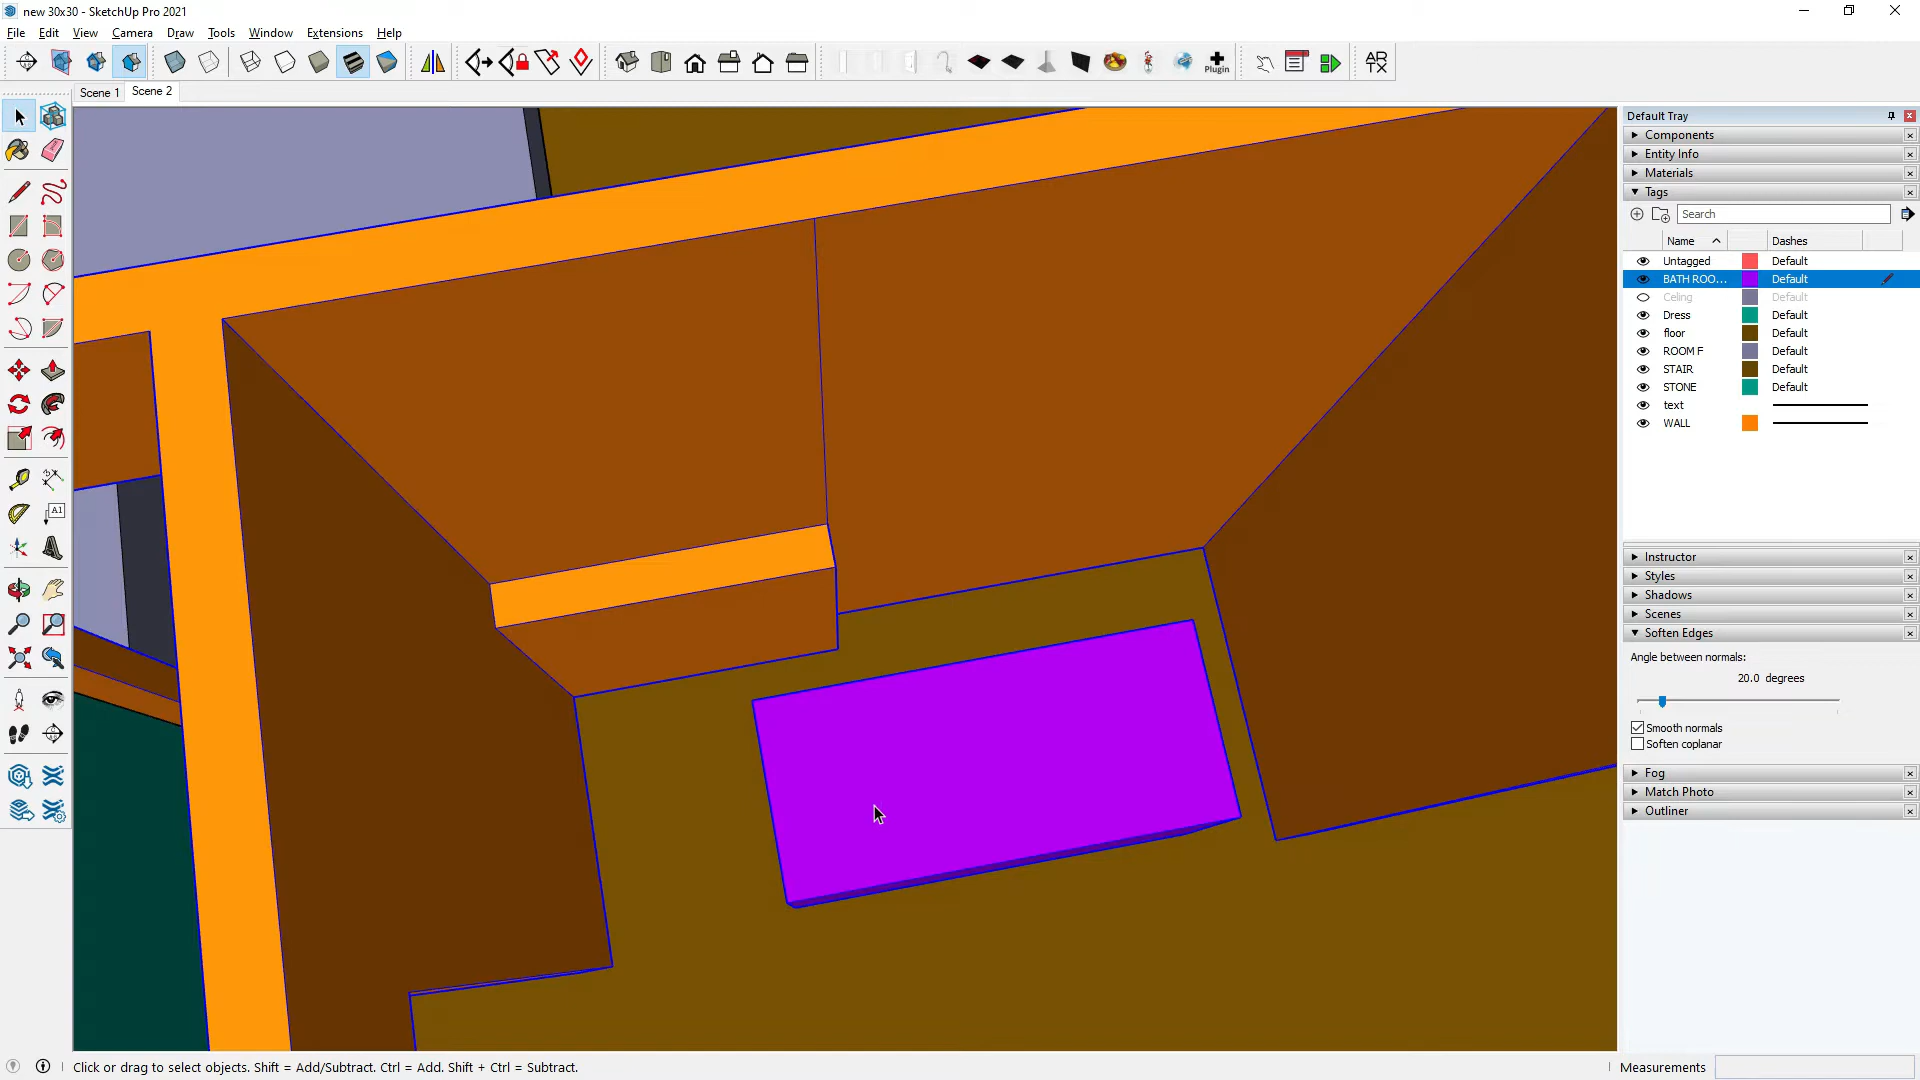 new 30x30 - SketchUp Pro 2021
File Edit View Camera Draw Tools Window Extensions Help
Plugin
AR
TX
Scene 1 Scene 2
A1
Default Tray
Components
Entity Info
Materials
Tags
Search
Name Dashes
Untagged Default
BATH ROO... Default
Celing Default
Dress Default
floor Default
ROOM F Default
STAIR Default
STONE Default
text
WALL
Instructor
Styles
Shadows
Scenes
Soften Edges
Angle between normals:
20.0 degrees
Smooth normals
Soften coplanar
Fog
Match Photo
Outliner
Click or drag to select objects. Shift = Add/Subtract. Ctrl = Add. Shift + Ctrl = Subtract.
Measurements